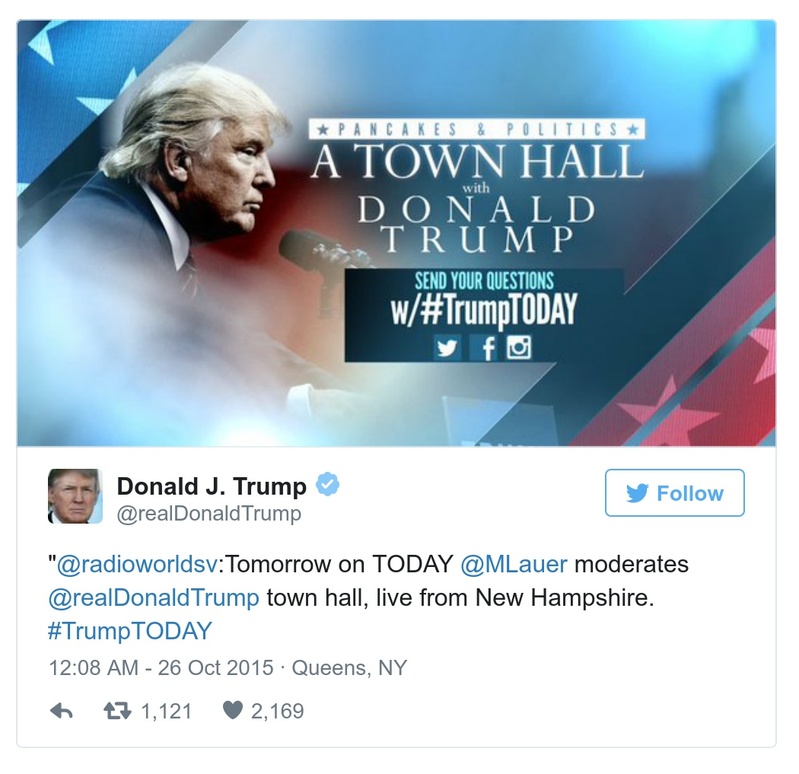 ★ PANCAKES & POLITICS ★
A TOWN HALL
with
DONALD
TRUMP
SEND YOUR QUESTIONS
w/#TrumpTODAY
Donald J. Trump
@realDonaldTrump
Follow
"@radioworldsv:Tomorrow on TODAY @MLauer moderates
@realDonaldTrump town hall, live from New Hampshire.
#TrumpTODAY
12:08 AM - 26 Oct 2015 · Queens, NY
1,121 2,169